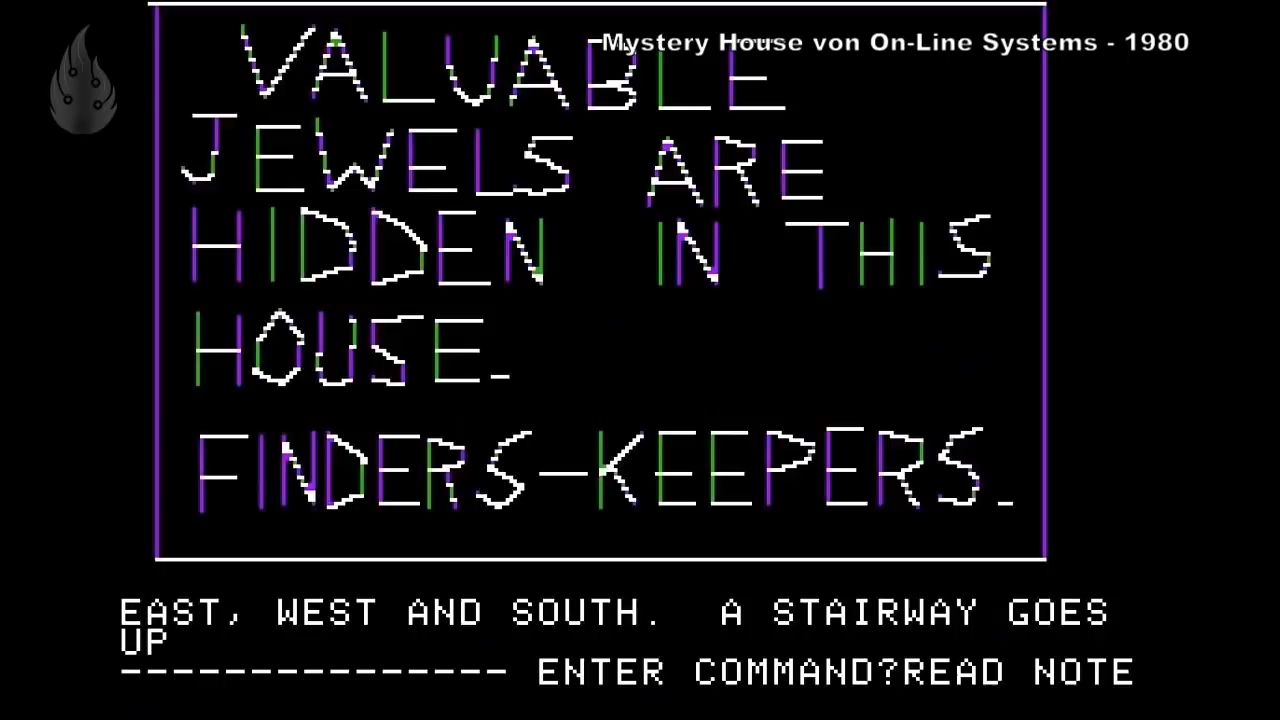 Mystery House von On-Line Systems - 1980
VALUABLE
JEWELS ARE
HIDDEN IN THIS
HOUSE.
FINDERS-KEEPERS.
EAST, WEST AND SOUTH. A STAIRWAY GOES
UP
--------------- ENTER COMMAND?READ NOTE